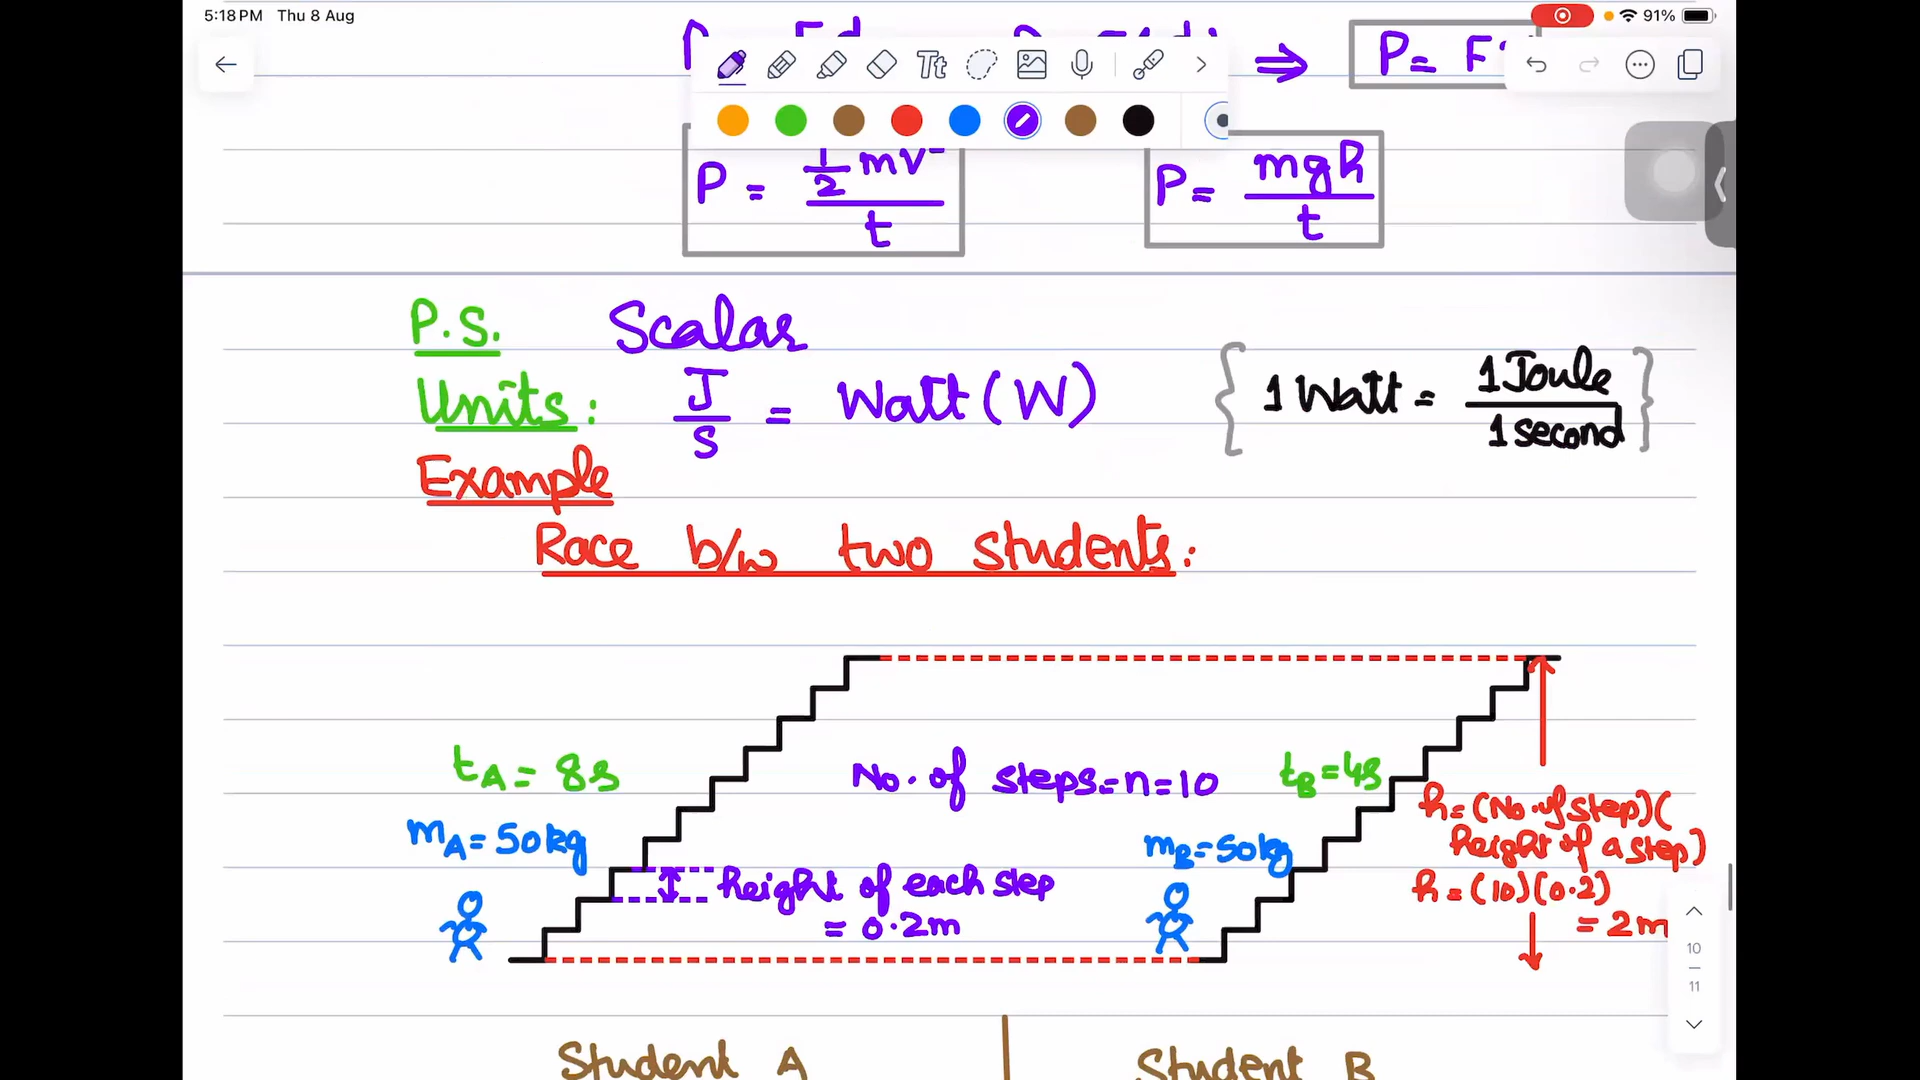 5:18 PM Thu 8 Aug
91%
P= F
Tt
P = ½ mv
t
P= mgh
t
P.S. Scalar
Units: J/s = Watt (W)
{ 1 Watt = 1 Joule / 1 second }
Example
Race b/w two students:
tA = 8s
No. of steps = n = 10
tB = 4s
mA = 50kg
mB = 50kg
h = (No. of step)(
height of a step)
height of each step
= 0.2m
h = (10)(0.2)
= 2m
10
11
Student A
Student B